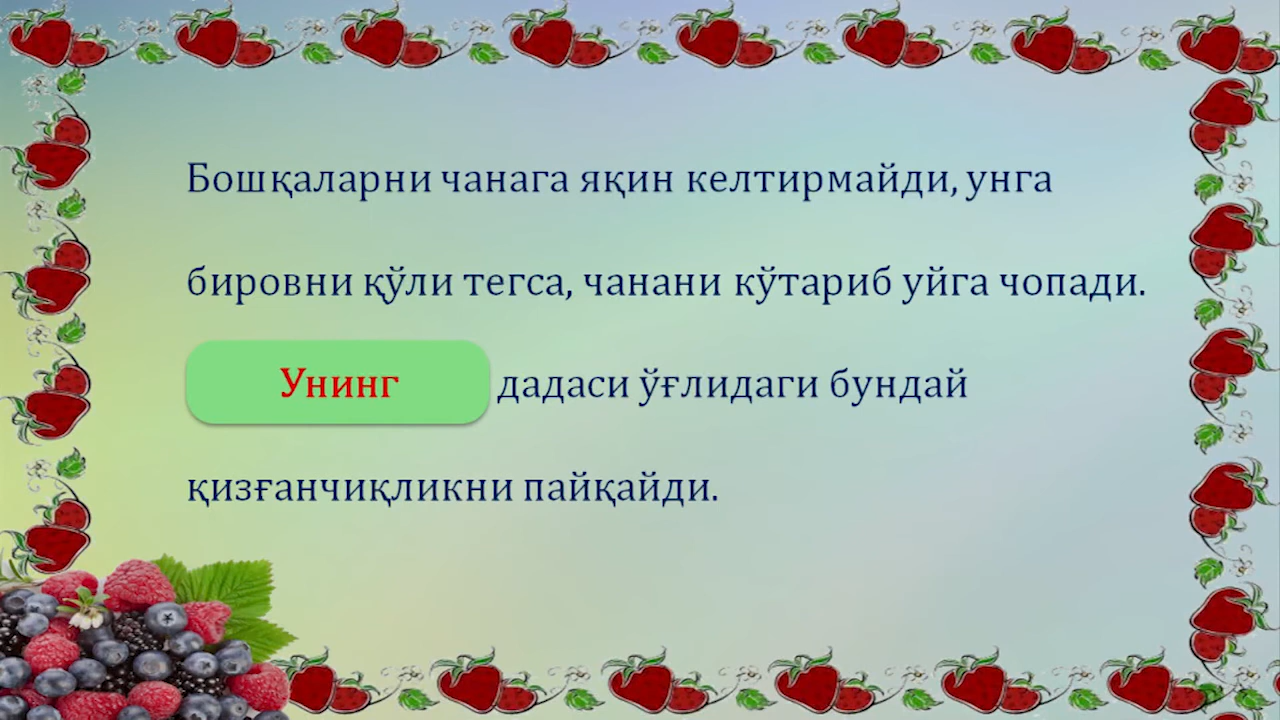 Бошқаларни чанага яқин келтирмайди, унга
бировни қўли тегса, чанани кўтариб уйга чопади.
Унинг дадаси ўғлидаги бундай
қизғанчиқликни пайқайди.